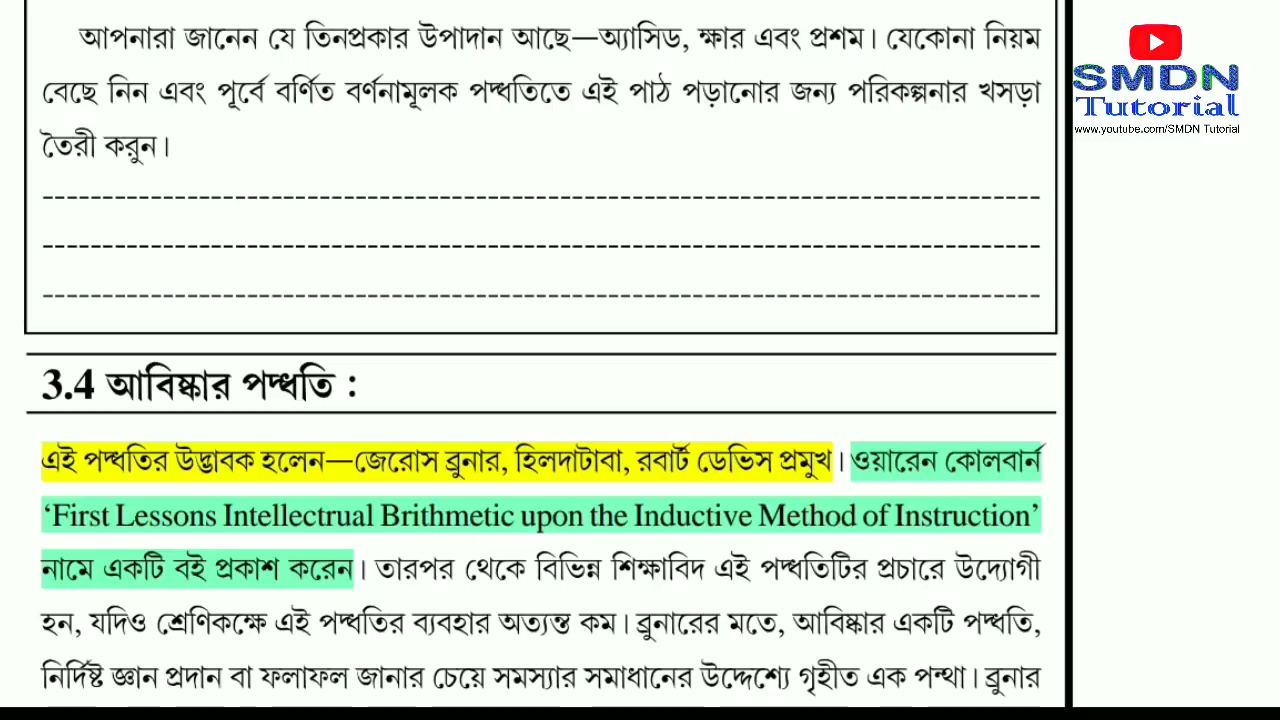 আপনারা জানেন যে তিনপ্রকার উপাদান আছে—অ্যাসিড, ক্ষার এবং প্রশম। যেকোনা নিয়ম
বেছে নিন এবং পূর্বে বর্ণিত বর্ণনামূলক পদ্ধতিতে এই পাঠ পড়ানোর জন্য পরিকল্পনার খসড়া
তৈরী করুন।
3.4 আবিষ্কার পদ্ধতি :
এই পদ্ধতির উদ্ভাবক হলেন—জেরোস ব্রুনার, হিলদাটাবা, রবার্ট ডেভিস প্রমুখ। ওয়ারেন কোলবার্ন
‘First Lessons Intellectrual Brithmetic upon the Inductive Method of Instruction’
নামে একটি বই প্রকাশ করেন। তারপর থেকে বিভিন্ন শিক্ষাবিদ এই পদ্ধতিটির প্রচারে উদ্যোগী
হন, যদিও শ্রেণিকক্ষে এই পদ্ধতির ব্যবহার অত্যন্ত কম। ব্রুনারের মতে, আবিষ্কার একটি পদ্ধতি,
নির্দিষ্ট জ্ঞান প্রদান বা ফলাফল জানার চেয়ে সমস্যার সমাধানের উদ্দেশ্যে গৃহীত এক পন্থা। ব্রুনার
SMDN
Tutorial
www.youtube.com/SMDN Tutorial